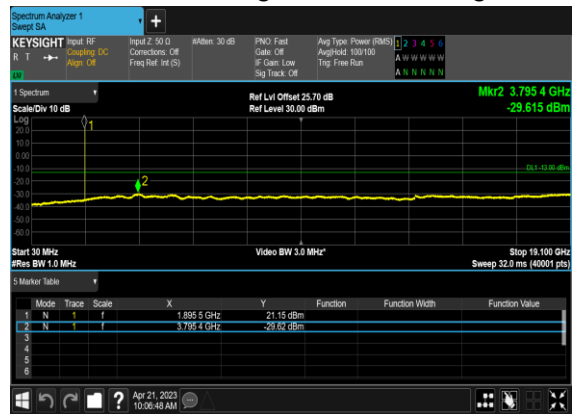 Spectrum Analyzer 1
Swept SA
KEYSIGHT Input: RF Input Z: 50 Ω #Atten: 30 dB PNO: Fast Avg Type: Power (RMS) 1 2 3 4 5 6
R T Coupling: DC Corrections: Off Gate: Off Avg|Hold: 100/100 A W W W W W
Align: Off Freq Ref: Int (S) IF Gain: Low Trig: Free Run
LW Sig Track: Off A N N N N N
1 Spectrum Ref Lvl Offset 25.70 dB Mkr2 3.795 4 GHz
Scale/Div 10 dB Ref Level 30.00 dBm -29.615 dBm
Log
20.0
10.0
0.00
-10.0
-20.0
-30.0
-40.0
-50.0
-60.0
1
2
DL1 -13.00 dBm
Start 30 MHz Video BW 3.0 MHz* Stop 19.100 GHz
#Res BW 1.0 MHz Sweep 32.0 ms (40001 pts)
5 Marker Table
Mode Trace Scale X Y Function Function Width Function Value
1 N 1 f 1.895 5 GHz 21.15 dBm
2 N 1 f 3.795 4 GHz -29.62 dBm
3
4
5
6
? Apr 21, 2023
10:06:48 AM